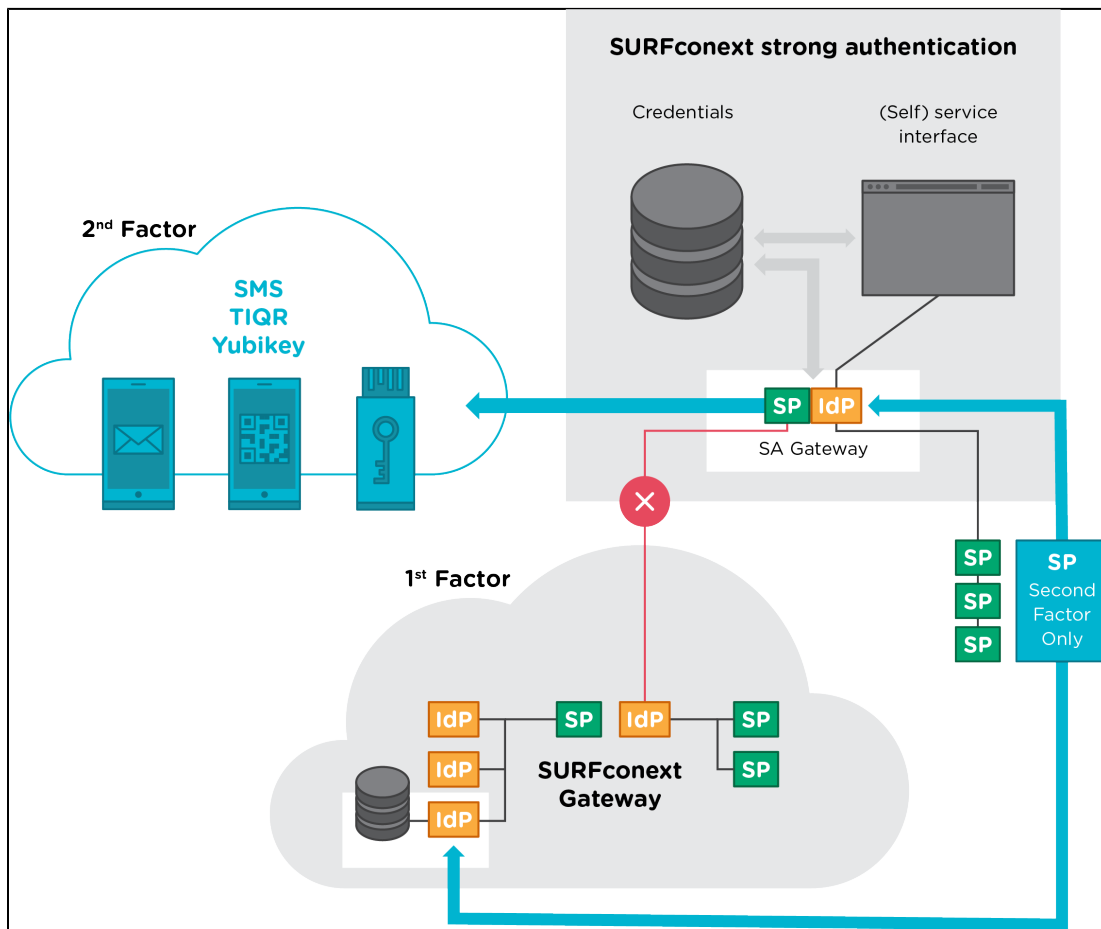 SURFconext strong authentication
Credentials
(Self) service
interface
2nd Factor
SMS
TIQR
Yubikey
SP
IdP
SA Gateway
1st Factor
SP
SP
SP
SP
Second
Factor
Only
IdP
SP
IdP
SP
IdP
SP
SURFconext
Gateway
IdP